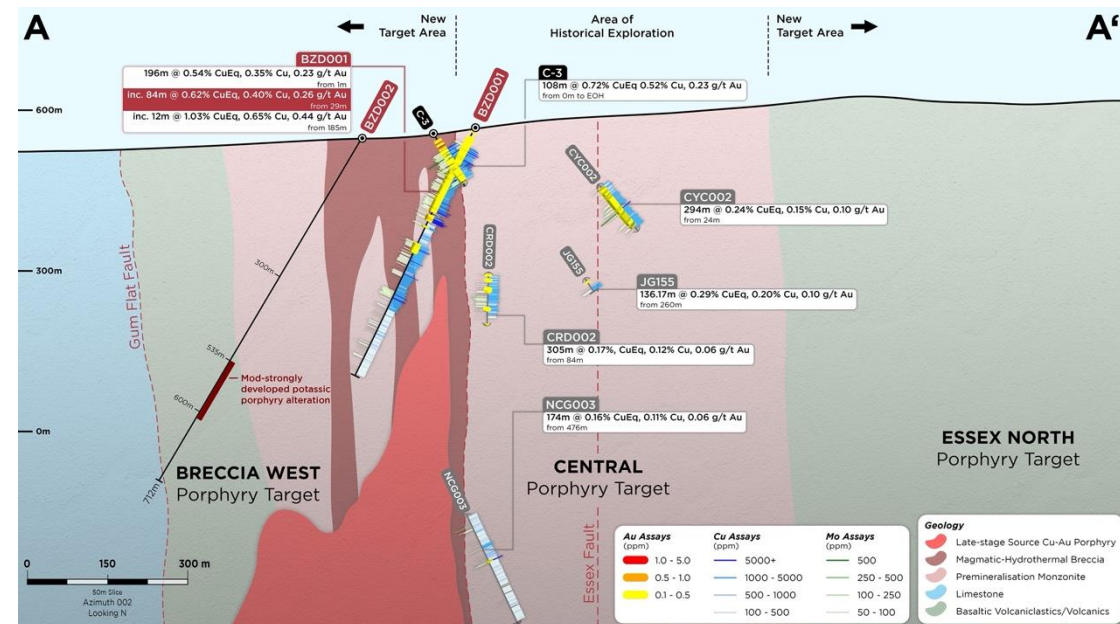 A
New
Target Area
Area of
Historical Exploration
New
Target Area
A'
BZD001
196m @ 0.54% CuEq, 0.35% Cu, 0.23 g/t Au
from 1m
inc. 84m @ 0.62% CuEq, 0.40% Cu, 0.26 g/t Au
from 29m
inc. 12m @ 1.03% CuEq, 0.65% Cu, 0.44 g/t Au
from 185m
C-3
108m @ 0.72% CuEq 0.52% Cu, 0.23 g/t Au
from 0m to EOH
BZD002
C-3
BZD001
600m
300m
0m
CYC002
CYC002
294m @ 0.24% CuEq, 0.15% Cu, 0.10 g/t Au
from 24m
JG155
JG155
136.17m @ 0.29% CuEq, 0.20% Cu, 0.10 g/t Au
from 260m
CRD002
CRD002
305m @ 0.17%, CuEq, 0.12% Cu, 0.06 g/t Au
from 84m
NCG003
174m @ 0.16% CuEq, 0.11% Cu, 0.06 g/t Au
from 476m
NCG003
Gum Flat Fault
300m
535m
600m
712m
Mod-strongly
developed potassic
porphyry alteration
BRECCIA WEST
Porphyry Target
CENTRAL
Porphyry Target
ESSEX NORTH
Porphyry Target
Essex Fault
0 150 300 m
50m Slice
Azimuth 002
Looking N
Au Assays
(ppm)
1.0 - 5.0
0.5 - 1.0
0.1 - 0.5
Cu Assays
(ppm)
5000+
1000 - 5000
500 - 1000
100 - 500
Mo Assays
(ppm)
500
250 - 500
100 - 250
50 - 100
Geology
Late-stage Source Cu-Au Porphyry
Magmatic-Hydrothermal Breccia
Premineralisation Monzonite
Limestone
Basaltic Volcaniclastics/Volcanics